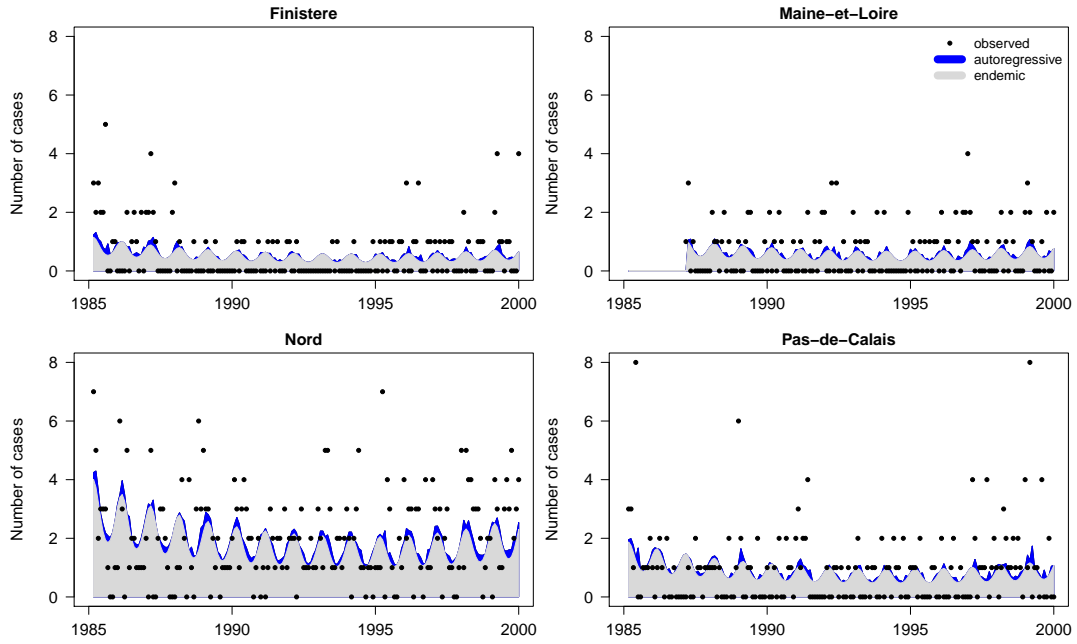 Finistere
Number of cases
8
6
4
2
0
1985 1990 1995 2000
Maine−et−Loire
observed
autoregressive
endemic
Number of cases
8
6
4
2
0
1985 1990 1995 2000
Nord
Number of cases
8
6
4
2
0
1985 1990 1995 2000
Pas−de−Calais
Number of cases
8
6
4
2
0
1985 1990 1995 2000